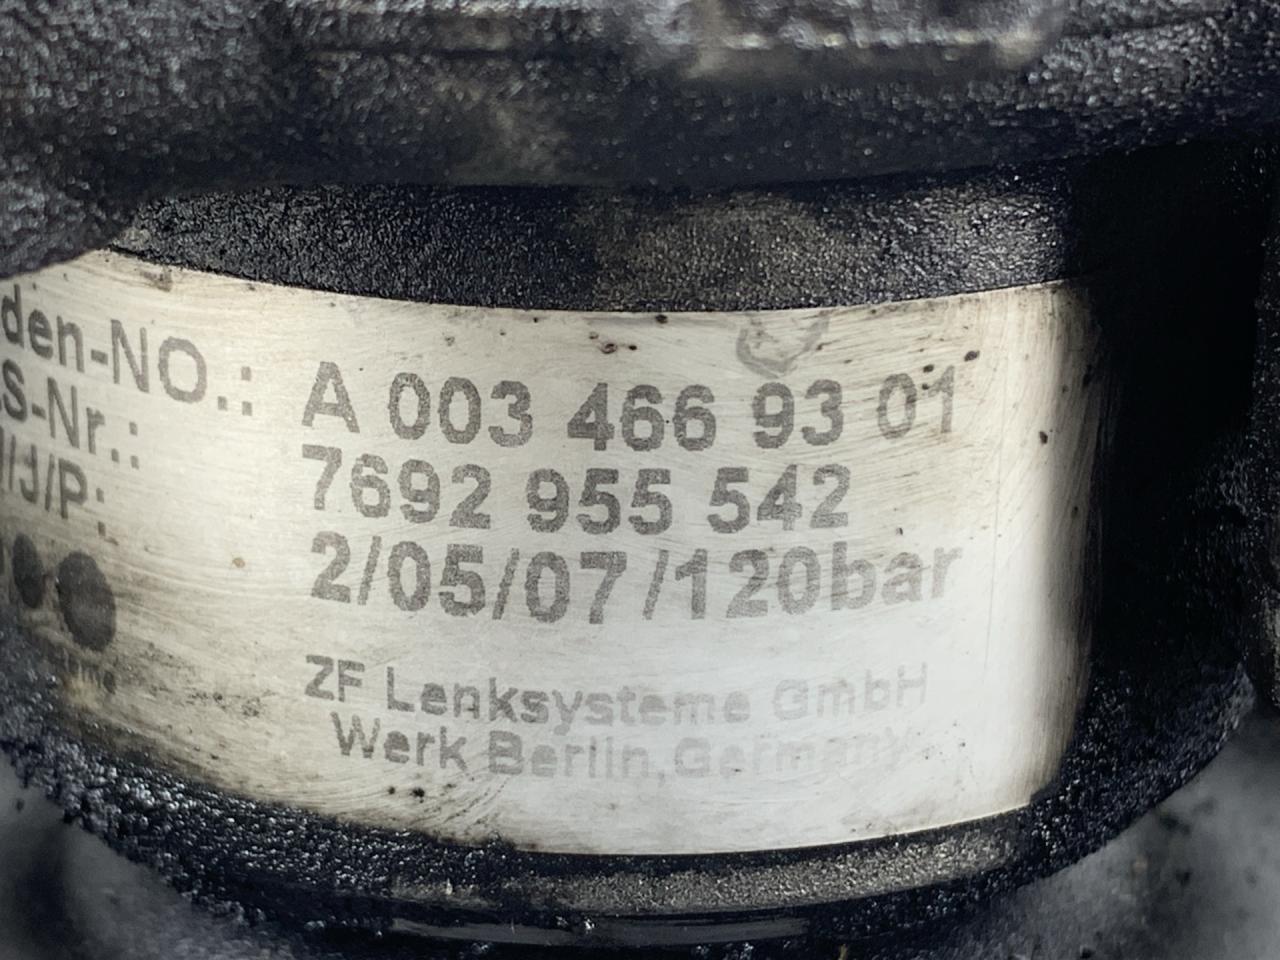 den-NO.: A 003 466 93 01
S-Nr.: 7692 955 542
/J/P: 2/05/07/120bar
ZF Lenksysteme GmbH
Werk Berlin, Germany